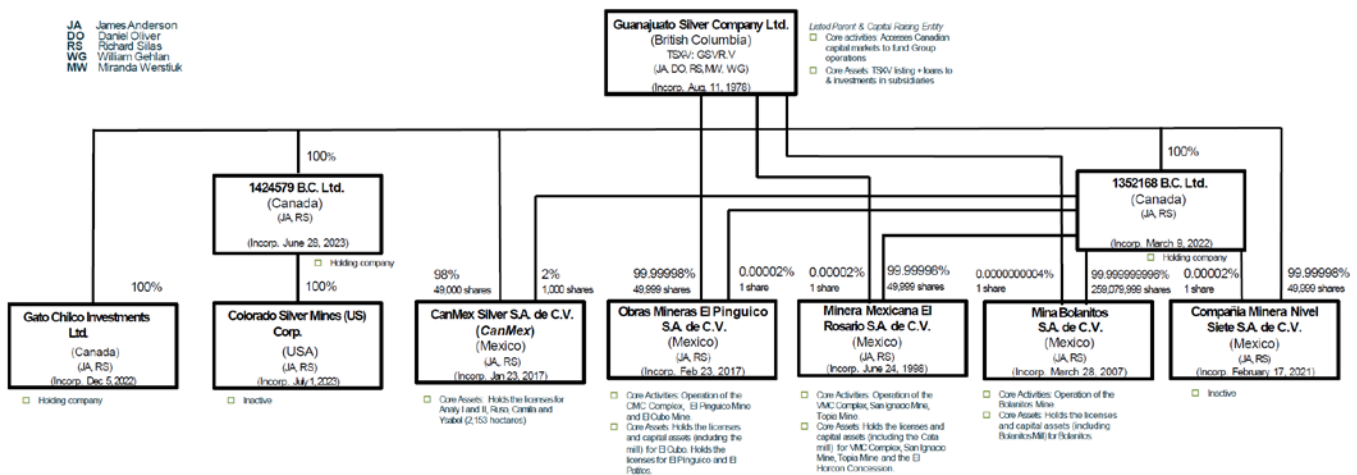 JA James Anderson
DO Daniel Oliver
RS Richard Silas
WG William Gehlan
MW Miranda Werstiuk
Guanajuato Silver Company Ltd.
(British Columbia)
TSXV: GSVR.V
(JA, DO, RS, MW, WG)
(Incorp. Aug. 11, 1978)
Listed Parent & Capital Raising Entity
Core activities: Accesses Canadian
capital markets to fund Group
operations
Core Assets: TSXV listing + loans to
& investments in subsidiaries
100%
1424579 B.C. Ltd.
(Canada)
(JA, RS)
(Incorp. June 28, 2023)
Holding company
100%
1352168 B.C. Ltd.
(Canada)
(JA, RS)
(Incorp. March 9, 2022)
Holding company
100%
Gato Chilco Investments
Ltd.
(Canada)
(JA, RS)
(Incorp. Dec 5, 2022)
Holding company
100%
Colorado Silver Mines (US)
Corp.
(USA)
(JA, RS)
(Incorp. July 1, 2023)
Inactive
98%
49,000 shares
2%
1,000 shares
CanMex Silver S.A. de C.V.
(CanMex)
(Mexico)
(JA, RS)
(Incorp. Jan 23, 2017)
Core Assets: Holds the licenses for
Analy I and II, Rusa, Camila and
Ysabel (2,153 hectares)
99.99998%
49,999 shares
0.00002%
1 share
Obras Mineras El Pinguico
S.A. de C.V.
(Mexico)
(JA, RS)
(Incorp. Feb 23, 2017)
Core Activities: Operation of the
CMC Complex, El Pinguico Mine
and El Cubo Mine.
Core Assets: Holds the licenses
and capital assets (including the
mill) for El Cubo. Holds the
licenses for El Pinguico and El
Patitos.
0.00002%
1 share
99.99998%
49,999 shares
Minera Mexicana El
Rosario S.A. de C.V.
(Mexico)
(JA, RS)
(Incorp. June 24, 1998)
Core Activities: Operation of the
VMC Complex, San Ignacio Mine,
Topia Mine.
Core Assets: Holds the licenses and
capital assets (including the Cata
mill) for VMC Complex, San Ignacio
Mine, Topia Mine and the El
Horcon Concession.
0.0000000004%
1 share
99.9999999996%
259,079,999 shares
Mina Bolanitos
S.A. de C.V.
(Mexico)
(JA, RS)
(Incorp. March 28, 2007)
Core Activities: Operation of the
Bolanitos Mine.
Core Assets: Holds the licenses
and capital assets (including
Bolanitos Mill) for Bolanitos.
0.00002%
1 share
99.99998%
49,999 shares
Compañia Minera Nivel
Siete S.A. de C.V.
(Mexico)
(JA, RS)
(Incorp. February 17, 2021)
Inactive